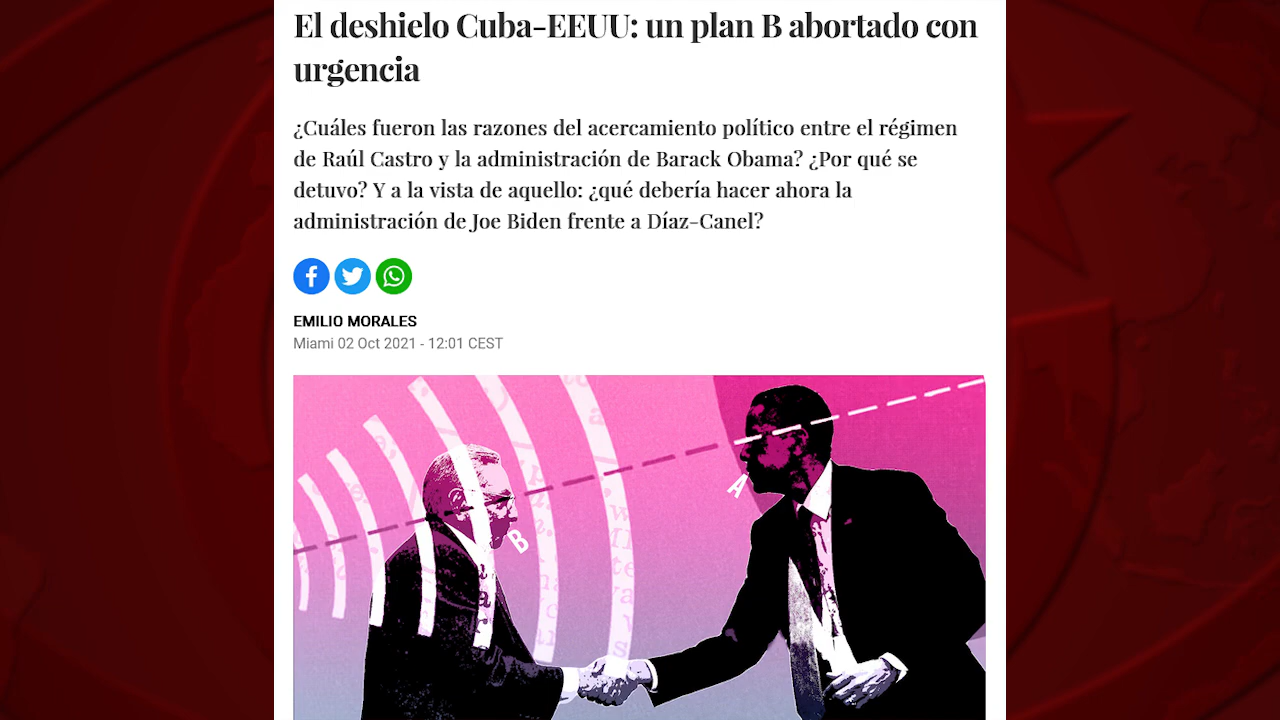 El deshielo Cuba-EEUU: un plan B abortado con
urgencia
¿Cuáles fueron las razones del acercamiento político entre el régimen
de Raúl Castro y la administración de Barack Obama? ¿Por qué se
detuvo? Y a la vista de aquello: ¿qué debería hacer ahora la
administración de Joe Biden frente a Díaz-Canel?
EMILIO MORALES
Miami 02 Oct 2021 - 12:01 CEST
A
B